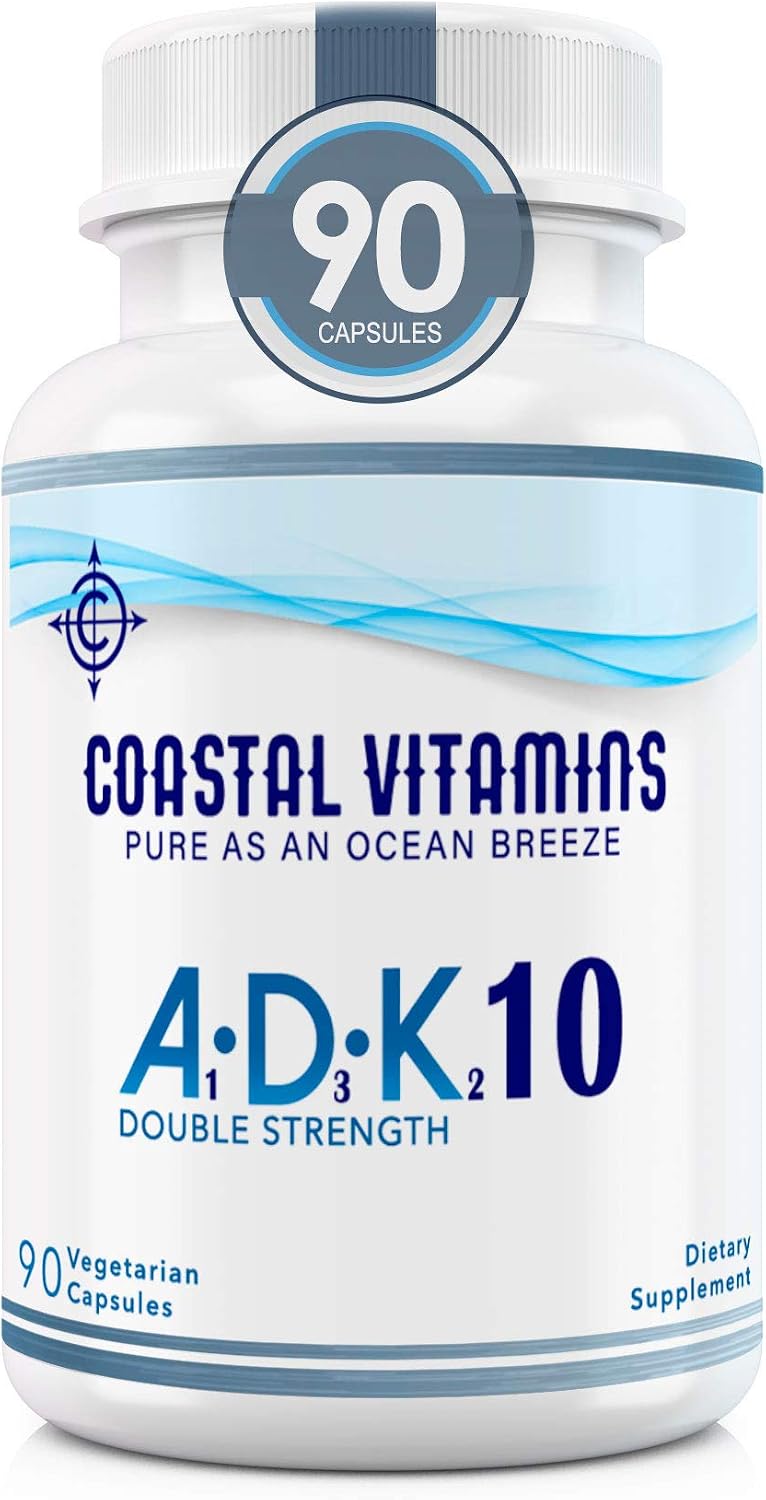 90
CAPSULES
C
COASTAL VITAMINS
PURE AS AN OCEAN BREEZE
A1·D3·K2 10
DOUBLE STRENGTH
90 Vegetarian
Capsules
Dietary
Supplement